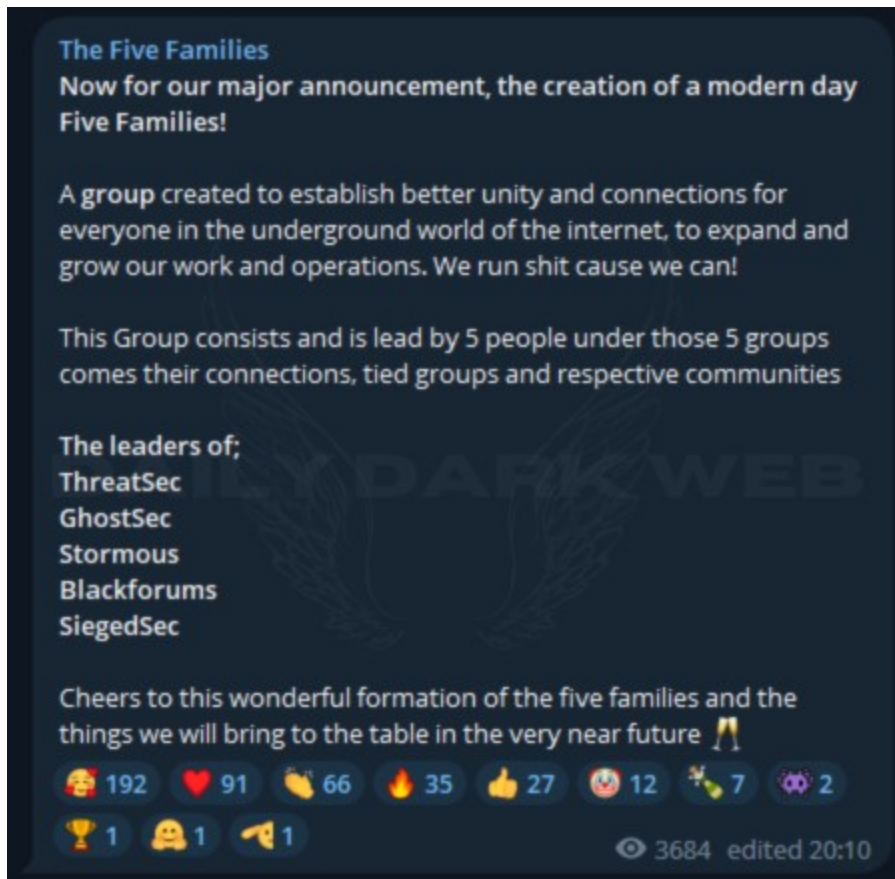 The Five Families
Now for our major announcement, the creation of a modern day
Five Families!
A group created to establish better unity and connections for
everyone in the underground world of the internet, to expand and
grow our work and operations. We run shit cause we can!
This Group consists and is lead by 5 people under those 5 groups
comes their connections, tied groups and respective communities
The leaders of;
ThreatSec
GhostSec
Stormous
Blackforums
SiegedSec
DAILY DARK WEB
Cheers to this wonderful formation of the five families and the
things we will bring to the table in the very near future 🥂
🥰 192 ❤️ 91 👏 66 🔥 35 👍 27 🤡 12 🍾 7 👾 2
🏆 1 🤗 1 🫡 1
3684 edited 20:10